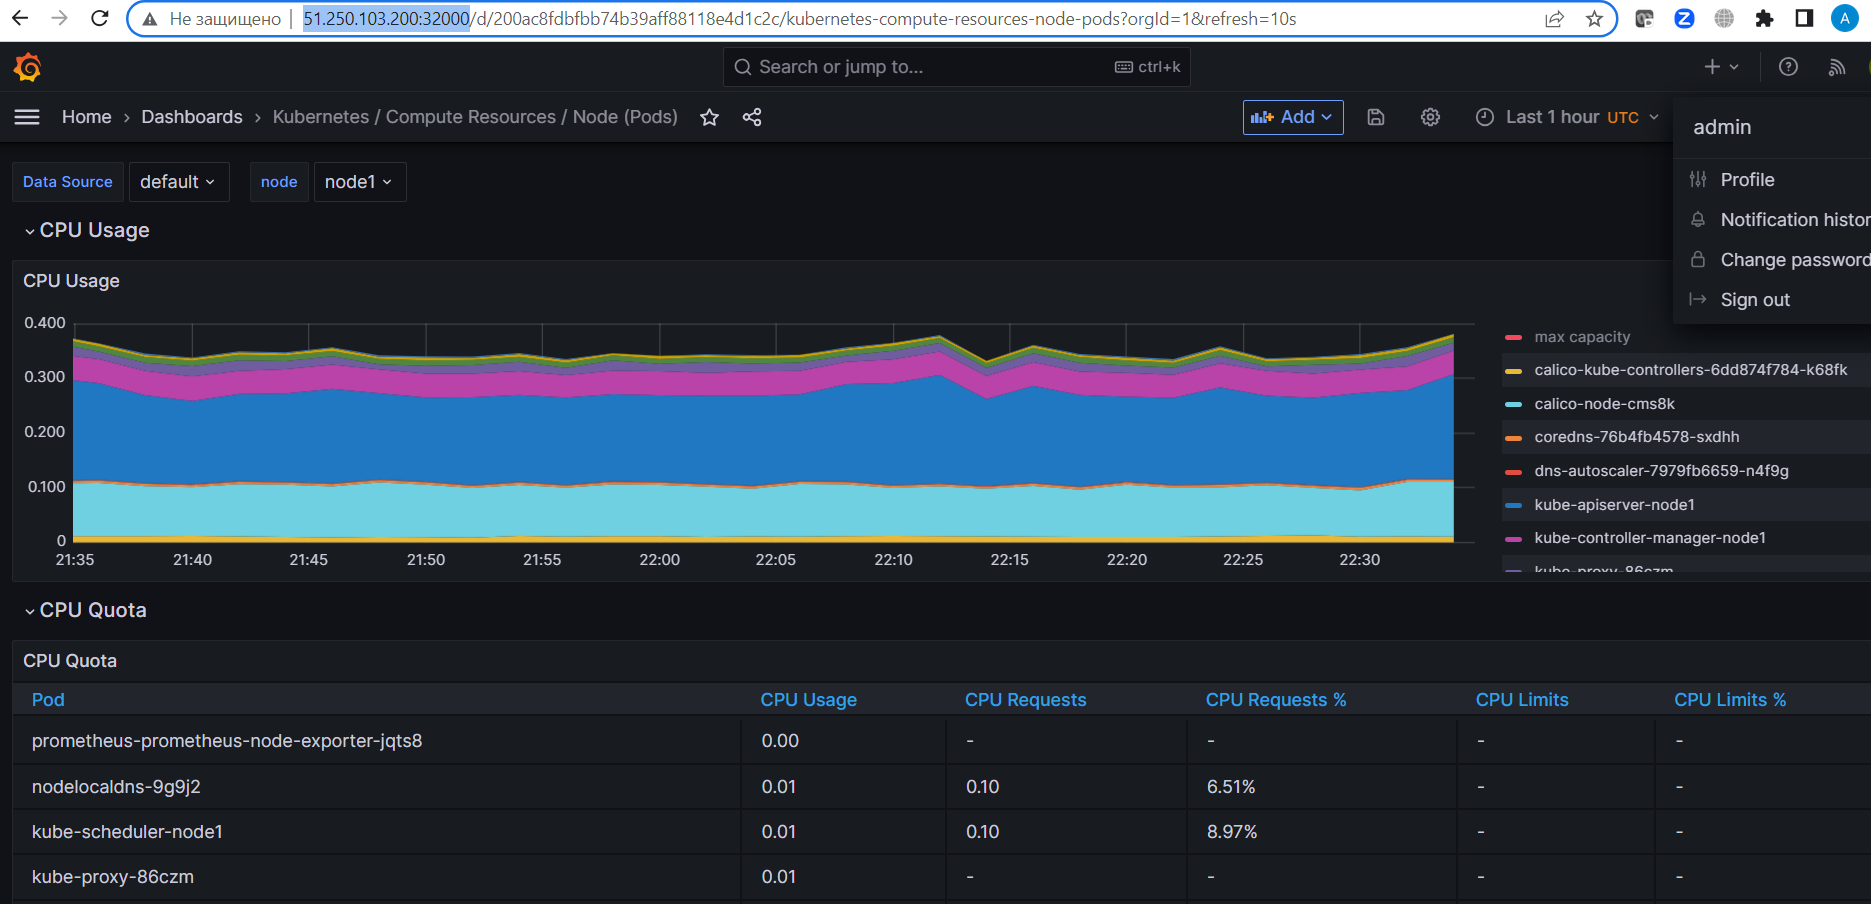 Не защищено | 51.250.103.200:32000/d/200ac8fdbfbb74b39aff88118e4d1c2c/kubernetes-compute-resources-node-pods?orgId=1&refresh=10s
A
Search or jump to... ctrl+k
Home › Dashboards › Kubernetes / Compute Resources / Node (Pods)
Add
Last 1 hour UTC
admin
Profile
Notification histor
Change password
Sign out
Data Source default node node1
CPU Usage
CPU Usage
0.400
0.300
0.200
0.100
0
21:35 21:40 21:45 21:50 21:55 22:00 22:05 22:10 22:15 22:20 22:25 22:30
max capacity
calico-kube-controllers-6dd874f784-k68fk
calico-node-cms8k
coredns-76b4fb4578-sxdhh
dns-autoscaler-7979fb6659-n4f9g
kube-apiserver-node1
kube-controller-manager-node1
kube-proxy-86czm
CPU Quota
CPU Quota
Pod CPU Usage CPU Requests CPU Requests % CPU Limits CPU Limits %
prometheus-prometheus-node-exporter-jqts8 0.00 - - - -
nodelocaldns-9g9j2 0.01 0.10 6.51% - -
kube-scheduler-node1 0.01 0.10 8.97% - -
kube-proxy-86czm 0.01 - - - -